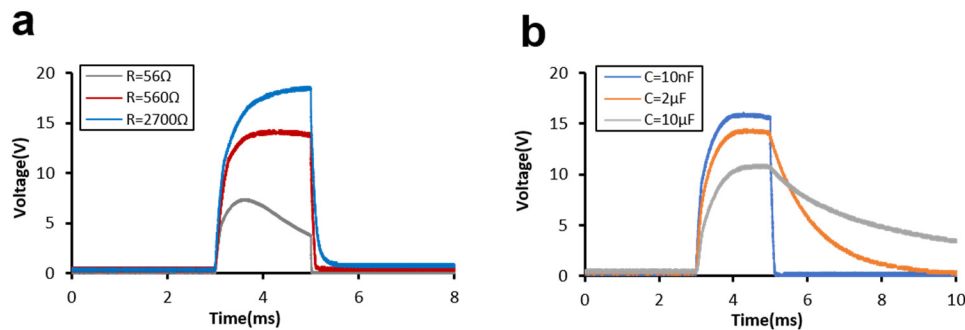 a
Voltage(V)
20
15
10
5
0
R=56Ω
R=560Ω
R=2700Ω
0 2 4 6 8
Time(ms)
b
Voltage(V)
20
15
10
5
0
C=10nF
C=2µF
C=10µF
0 2 4 6 8 10
Time(ms)